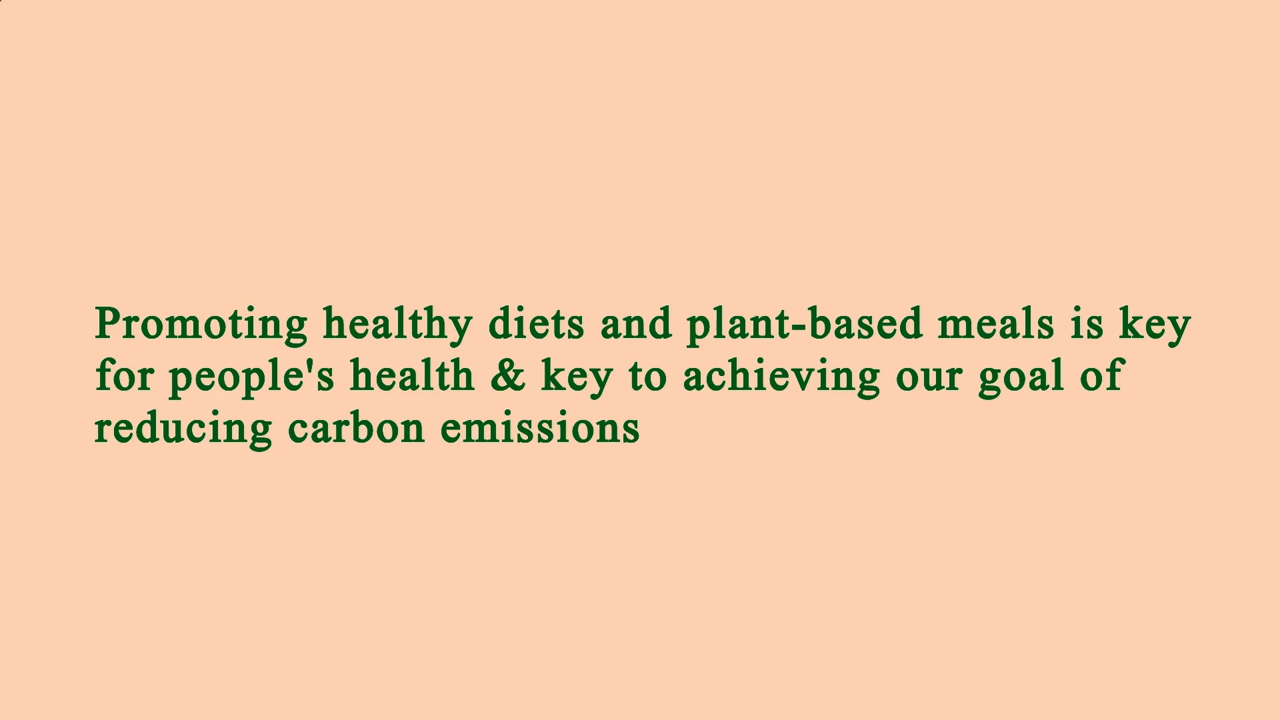 Promoting healthy diets and plant-based meals is key
for people's health & key to achieving our goal of
reducing carbon emissions